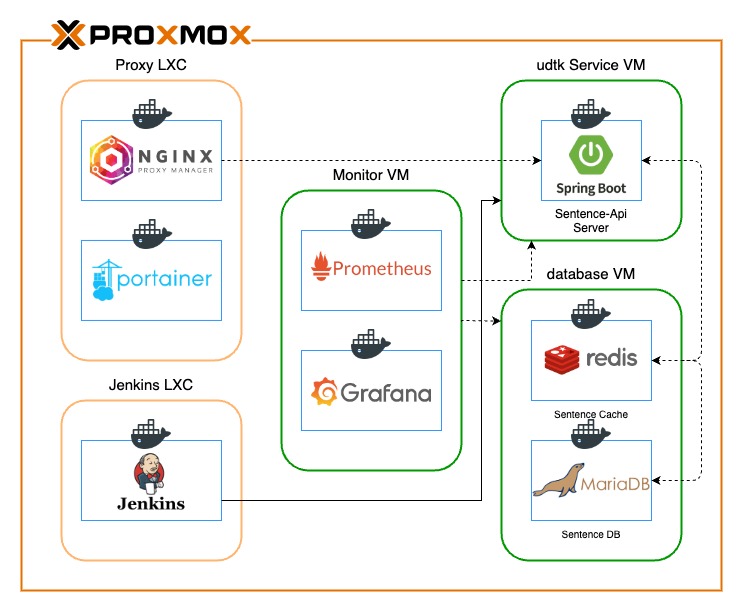 PROXMOX
Proxy LXC
NGINX
PROXY MANAGER
portainer
Jenkins LXC
Jenkins
Monitor VM
Prometheus
Grafana
udtk Service VM
Spring Boot
Sentence-Api
Server
database VM
redis
Sentence Cache
MariaDB
Sentence DB